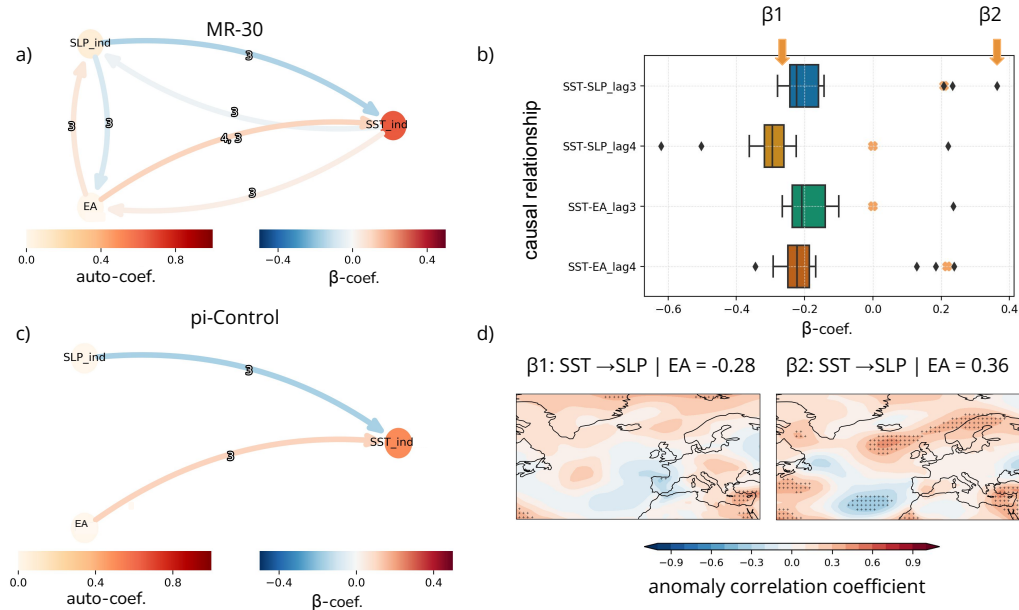 a)
MR-30
SLP_ind
3
3
3
3
4, 3
SST_ind
3
EA
0.0 0.4 0.8
auto-coef.
−0.4 0.0 0.4
β-coef.
b)
β1 β2
causal relationship
SST-SLP_lag3
SST-SLP_lag4
SST-EA_lag3
SST-EA_lag4
−0.6 −0.4 −0.2 0.0 0.2 0.4
β-coef.
c)
pi-Control
SLP_ind
3
SST_ind
3
EA
0.0 0.4 0.8
auto-coef.
−0.4 0.0 0.4
β-coef.
d)
β1: SST →SLP | EA = -0.28
β2: SST →SLP | EA = 0.36
−0.9 −0.6 −0.3 0.0 0.3 0.6 0.9
anomaly correlation coefficient